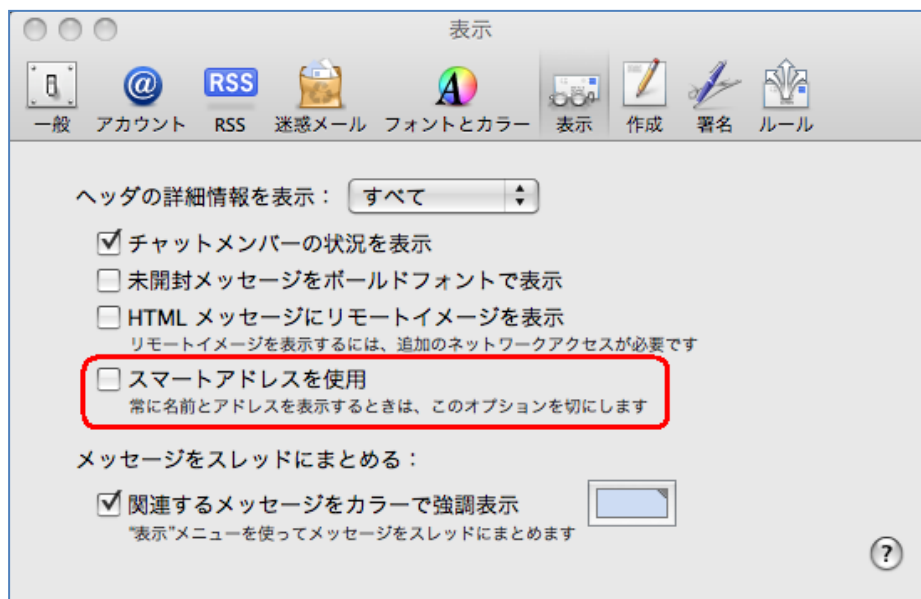 表示
RSS
一般 アカウント RSS 迷惑メール フォントとカラー 表示 作成 署名 ルール
ヘッダの詳細情報を表示： すべて
チャットメンバーの状況を表示
未開封メッセージをボールドフォントで表示
HTML メッセージにリモートイメージを表示
リモートイメージを表示するには、追加のネットワークアクセスが必要です
スマートアドレスを使用
常に名前とアドレスを表示するときは、このオプションを切にします
メッセージをスレッドにまとめる：
関連するメッセージをカラーで強調表示
"表示"メニューを使ってメッセージをスレッドにまとめます
?